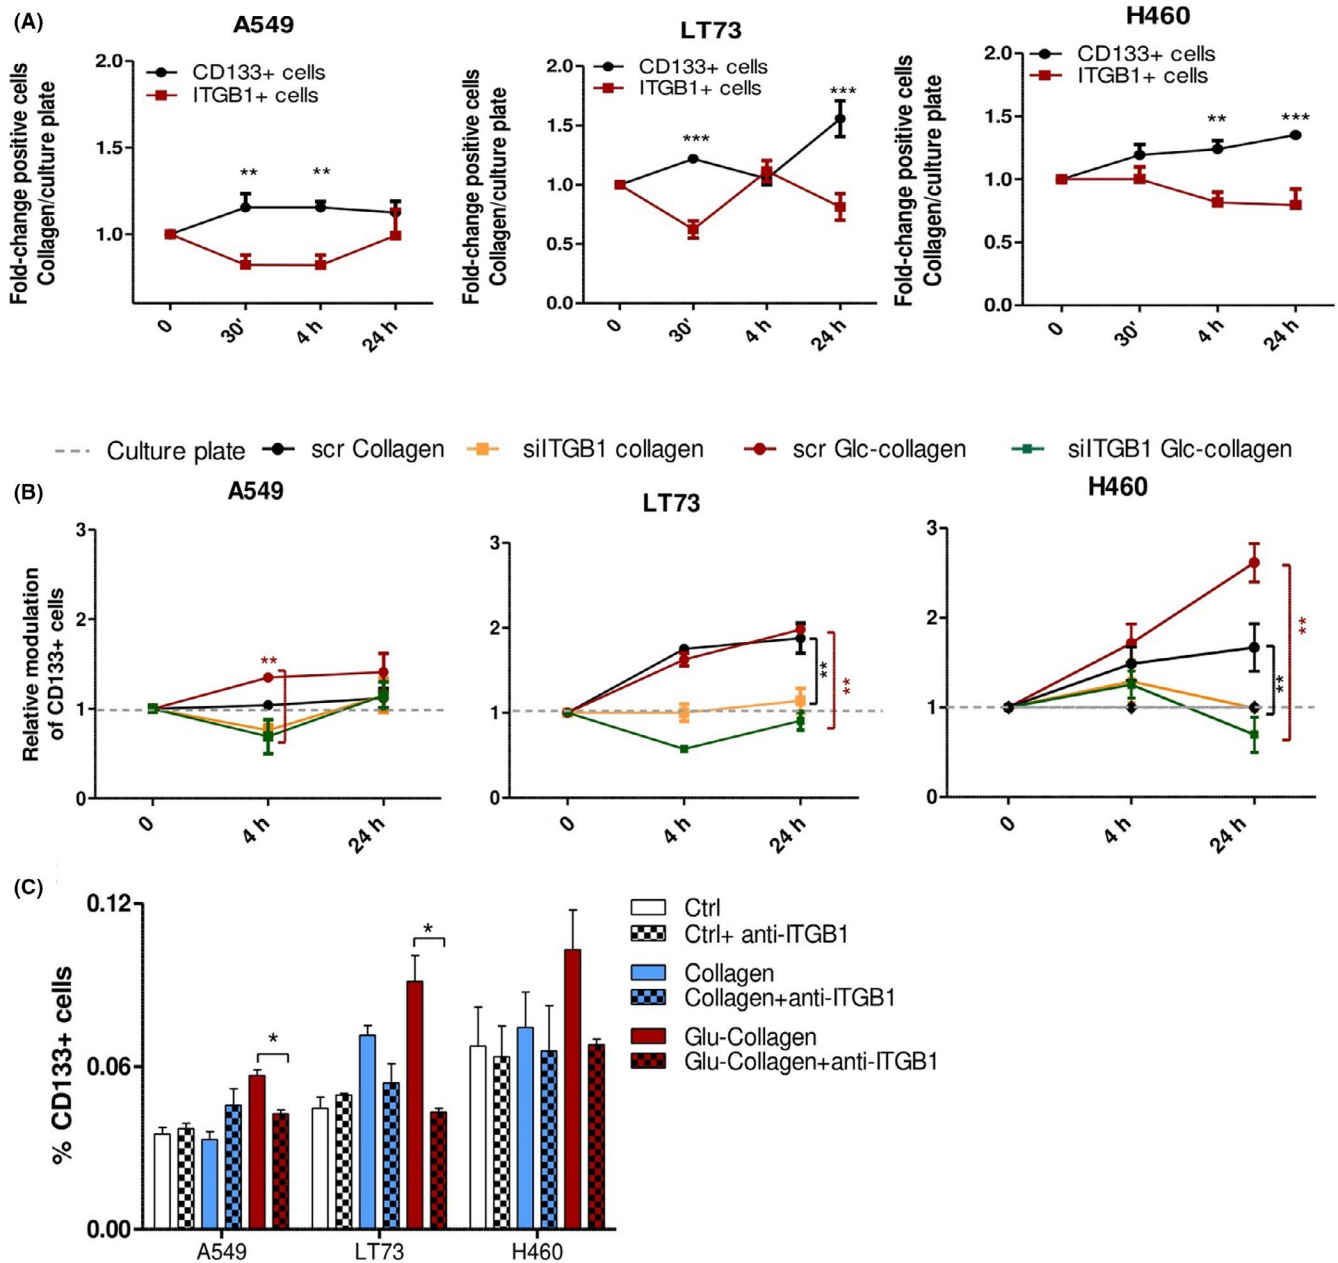 (A)
A549
Fold-change positive cells
Collagen/culture plate
2.0
1.5
1.0
CD133+ cells
ITGB1+ cells
**
**
0
30'
4 h
24 h
LT73
Fold-change positive cells
Collagen/culture plate
2.0
1.5
1.0
0.5
0.0
CD133+ cells
ITGB1+ cells
***
***
0
30'
4 h
24 h
H460
Fold-change positive cells
Collagen/culture plate
2.0
1.5
1.0
0.5
0.0
CD133+ cells
ITGB1+ cells
**
***
0
30'
4 h
24 h
Culture plate
scr Collagen
siITGB1 collagen
scr Glc-collagen
siITGB1 Glc-collagen
(B)
A549
Relative modulation
of CD133+ cells
3
2
1
0
**
0
4 h
24 h
LT73
3
2
1
0
**
**
0
4 h
24 h
H460
3
2
1
0
**
**
0
4 h
24 h
(C)
% CD133+ cells
0.12
0.06
0.00
*
*
A549
LT73
H460
Ctrl
Ctrl+ anti-ITGB1
Collagen
Collagen+anti-ITGB1
Glu-Collagen
Glu-Collagen+anti-ITGB1